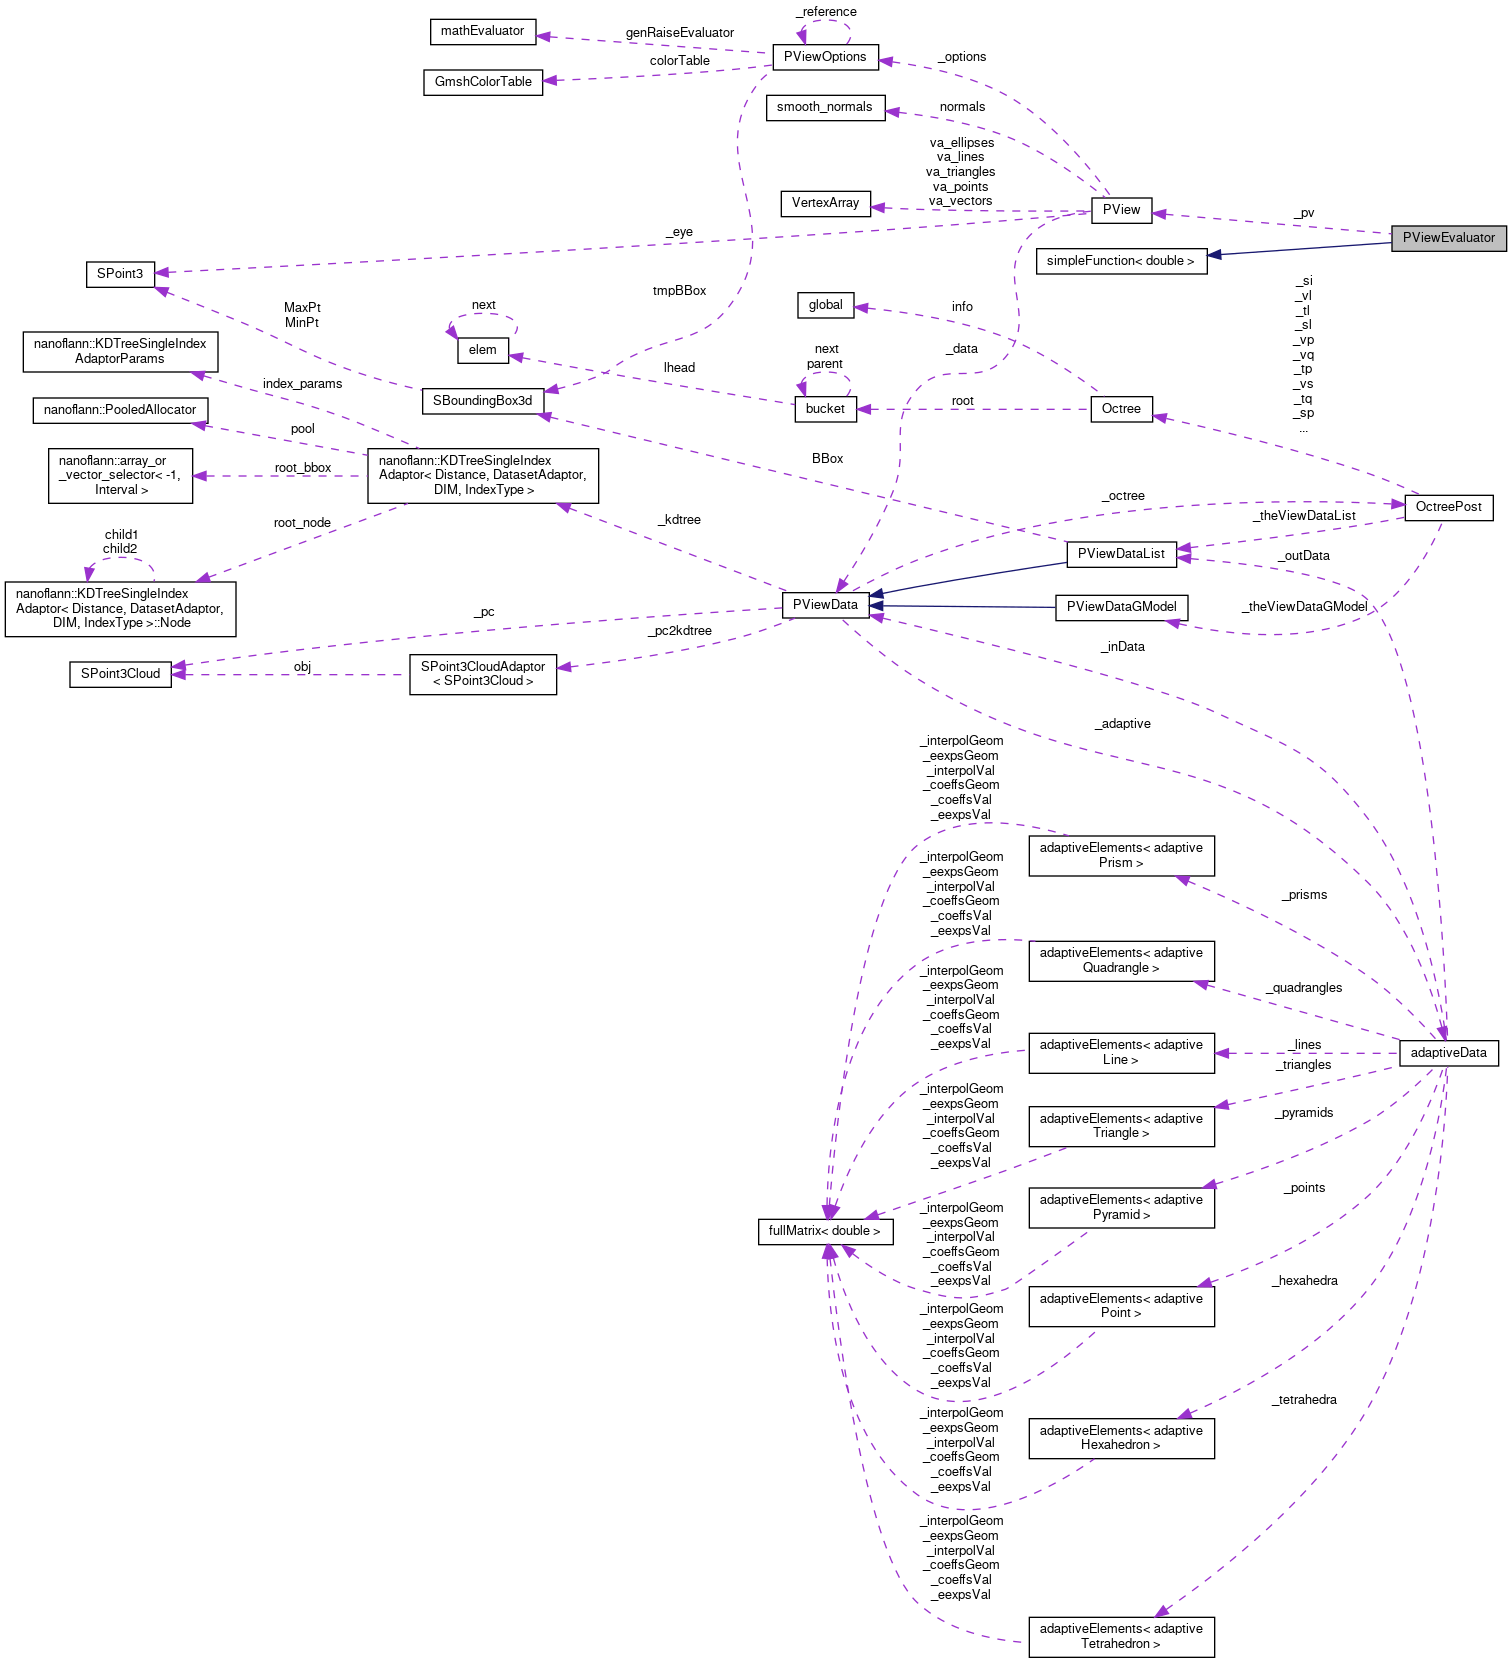 _reference
mathEvaluator
genRaiseEvaluator
PViewOptions
_options
colorTable
GmshColorTable
smooth_normals
normals
va_ellipses
va_lines
va_triangles
va_points
va_vectors
VertexArray
PView
_pv
PViewEvaluator
_eye
simpleFunction< double >
SPoint3
tmpBBox
MaxPt
MinPt
next
elem
global
info
_si
_vl
_tl
_sl
_vp
_vq
_tp
_vs
_tq
_sp
...
nanoflann::KDTreeSingleIndex
AdaptorParams
index_params
SBoundingBox3d
lhead
next
parent
bucket
_data
root
Octree
nanoflann::PooledAllocator
pool
nanoflann::array_or
_vector_selector< -1,
Interval >
root_bbox
nanoflann::KDTreeSingleIndex
Adaptor< Distance, DatasetAdaptor,
DIM, IndexType >
BBox
_octree
OctreePost
_theViewDataList
root_node
_kdtree
child1
child2
PViewDataList
_outData
nanoflann::KDTreeSingleIndex
Adaptor< Distance, DatasetAdaptor,
DIM, IndexType >::Node
PViewData
PViewDataGModel
_theViewDataGModel
_pc
_pc2kdtree
_inData
SPoint3Cloud
obj
SPoint3CloudAdaptor
< SPoint3Cloud >
_adaptive
_interpolGeom
_eexpsGeom
_interpolVal
_coeffsGeom
_coeffsVal
_eexpsVal
adaptiveElements< adaptive
Prism >
_prisms
_interpolGeom
_eexpsGeom
_interpolVal
_coeffsGeom
_coeffsVal
_eexpsVal
adaptiveElements< adaptive
Quadrangle >
_quadrangles
_interpolGeom
_eexpsGeom
_interpolVal
_coeffsGeom
_coeffsVal
_eexpsVal
adaptiveElements< adaptive
Line >
_lines
adaptiveData
_triangles
_interpolGeom
_eexpsGeom
_interpolVal
_coeffsGeom
_coeffsVal
_eexpsVal
adaptiveElements< adaptive
Triangle >
_pyramids
adaptiveElements< adaptive
Pyramid >
_points
fullMatrix< double >
_interpolGeom
_eexpsGeom
_interpolVal
_coeffsGeom
_coeffsVal
_eexpsVal
adaptiveElements< adaptive
Point >
_hexahedra
_interpolGeom
_eexpsGeom
_interpolVal
_coeffsGeom
_coeffsVal
_eexpsVal
_tetrahedra
adaptiveElements< adaptive
Hexahedron >
_interpolGeom
_eexpsGeom
_interpolVal
_coeffsGeom
_coeffsVal
_eexpsVal
_interpolGeom
_eexpsGeom
_interpolVal
_coeffsGeom
_coeffsVal
_eexpsVal
adaptiveElements< adaptive
Tetrahedron >